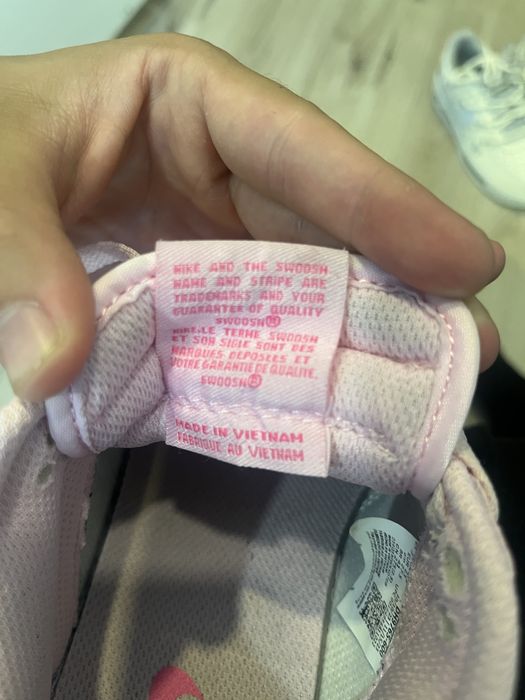 NIKE AND THE SWOOSH
NAME AND STRIPE ARE
TRADEMARKS AND YOUR
GUARANTEE OF QUALITY
SWOOSH
NIKE, LE TERME SWOOSH
ET SON SIGLE SONT DES
MARQUES DEPOSEES ET
VOTRE GARANTIE DE QUALITE.
SWOOSH
MADE IN VIETNAM
FABRIQUE AU VIETNAM